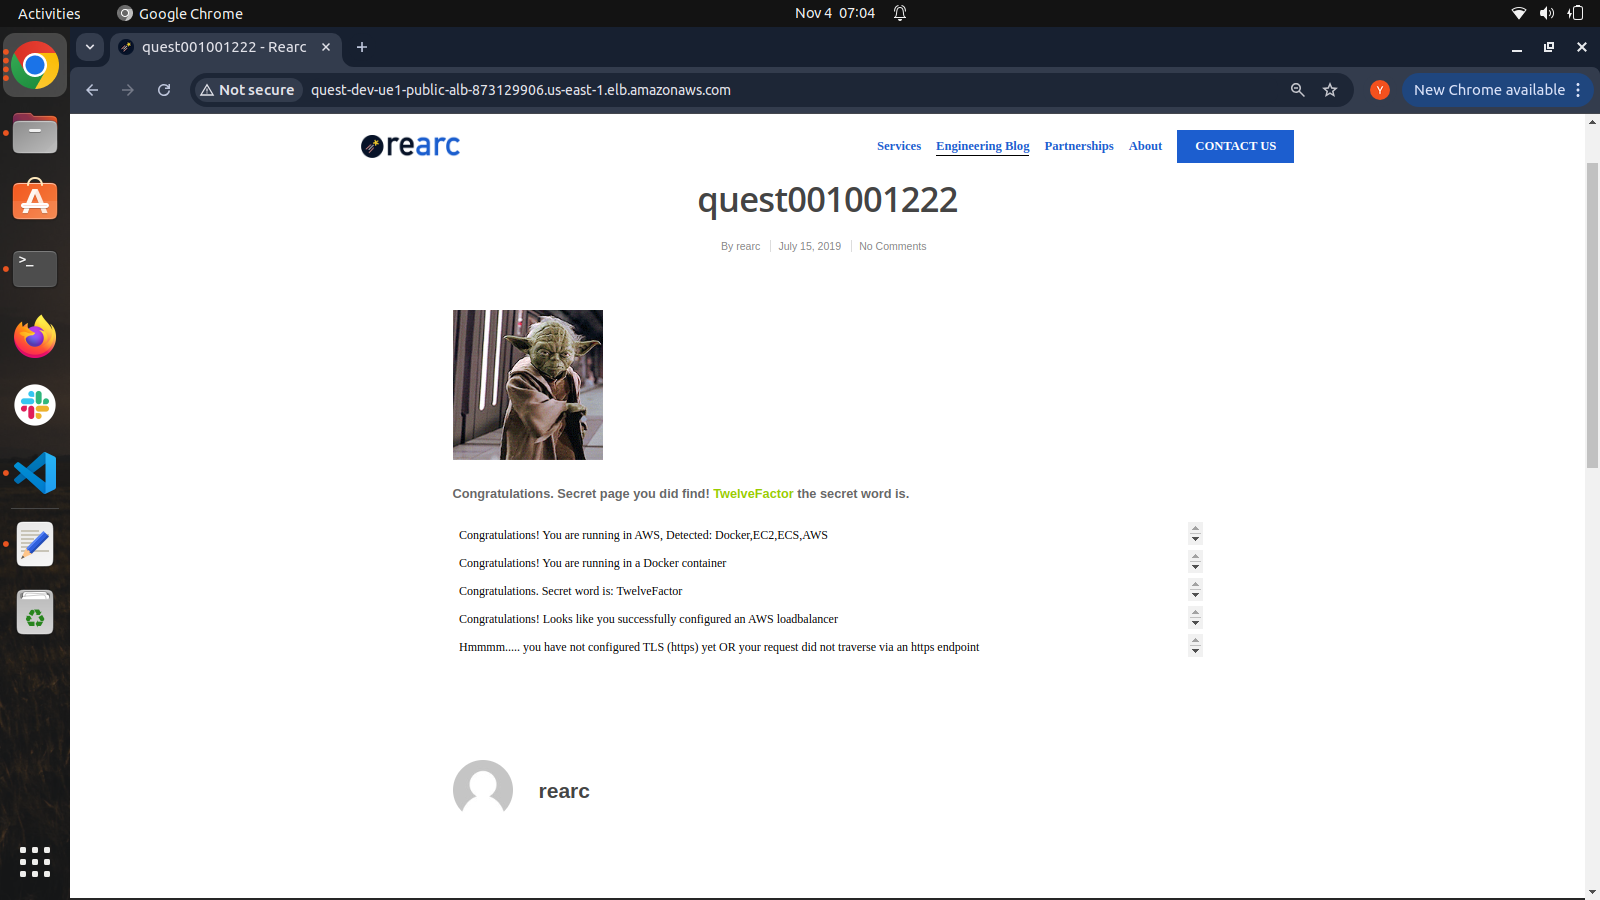 Activities
Google Chrome
Nov 4 07:04
quest001001222 - Rearc
Not secure
quest-dev-ue1-public-alb-873129906.us-east-1.elb.amazonaws.com
Y
New Chrome available
rearc
Services
Engineering Blog
Partnerships
About
CONTACT US
quest001001222
By rearc
July 15, 2019
No Comments
Congratulations. Secret page you did find! TwelveFactor the secret word is.
Congratulations! You are running in AWS, Detected: Docker,EC2,ECS,AWS
Congratulations! You are running in a Docker container
Congratulations. Secret word is: TwelveFactor
Congratulations! Looks like you successfully configured an AWS loadbalancer
Hmmmm..... you have not configured TLS (https) yet OR your request did not traverse via an https endpoint
rearc